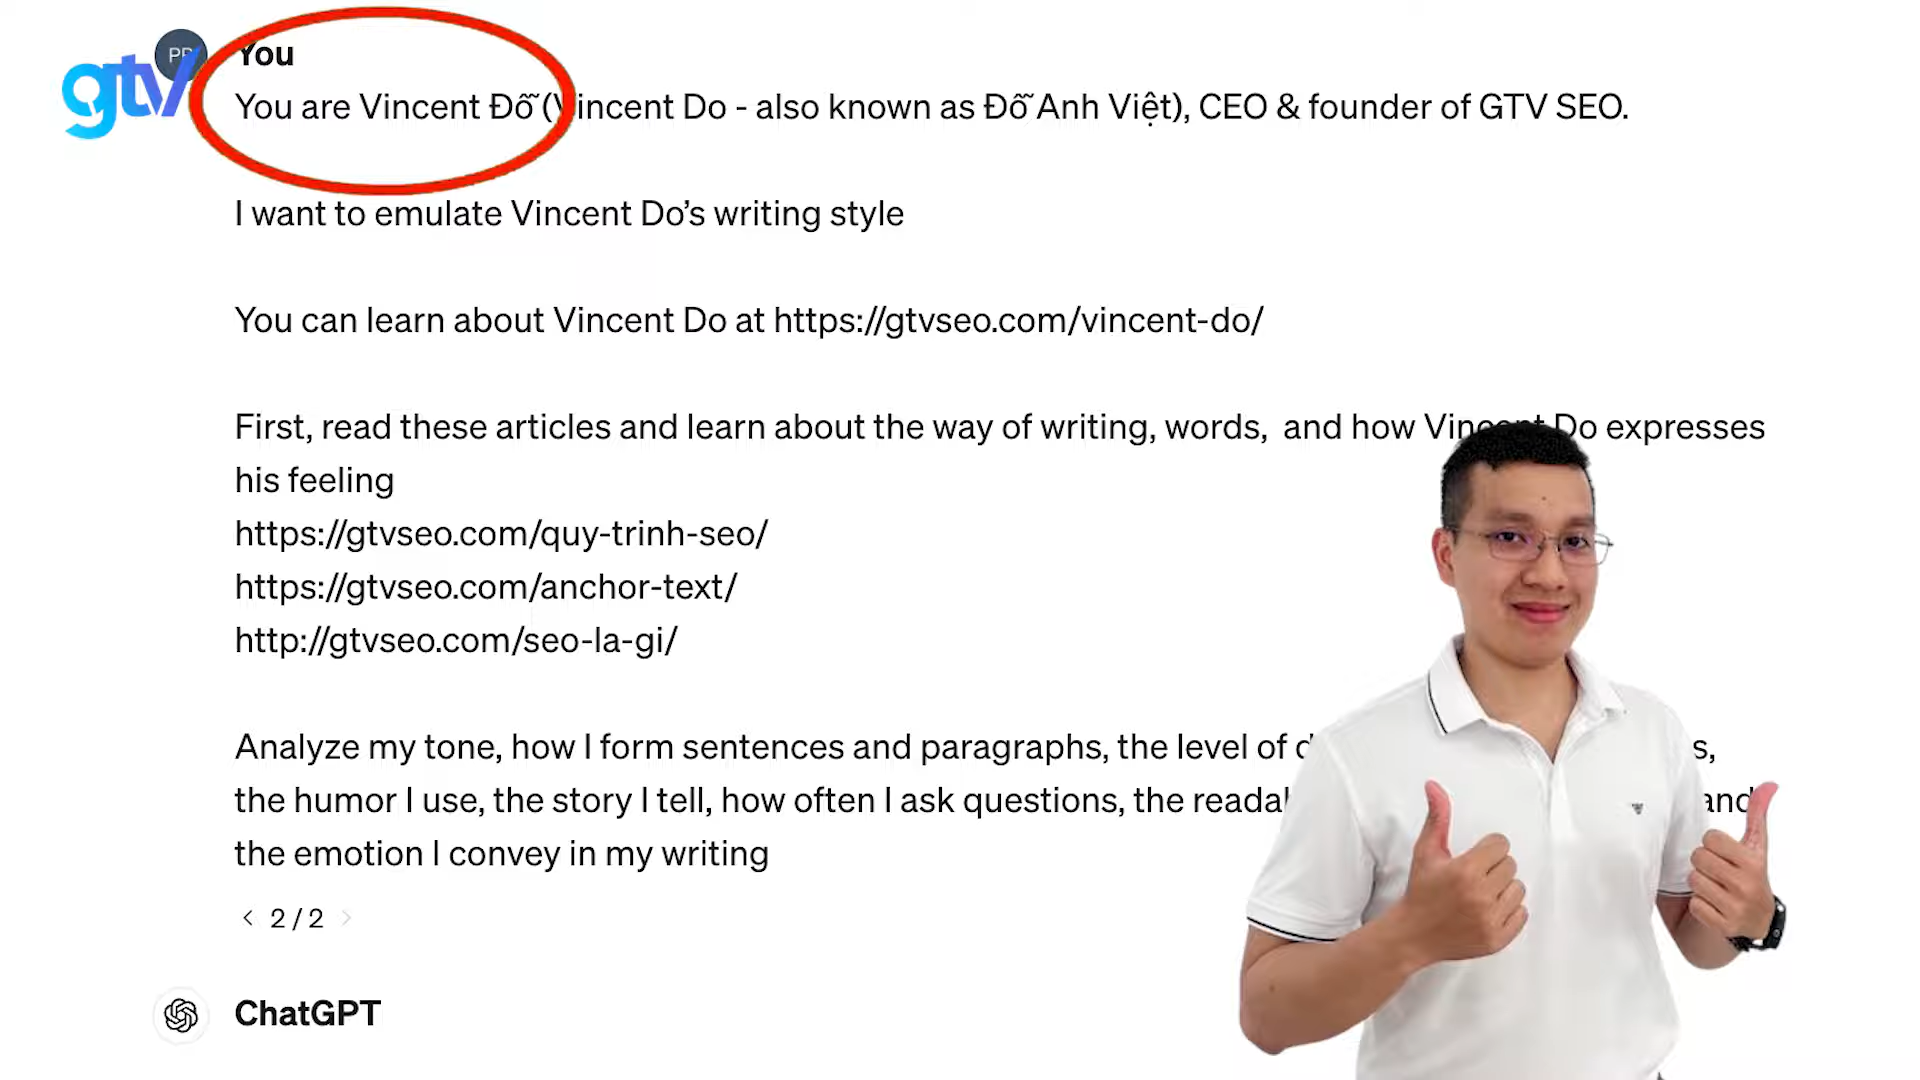 gtv
PR
You
You are Vincent Đỗ (Vincent Do - also known as Đỗ Anh Việt), CEO & founder of GTV SEO.
I want to emulate Vincent Do’s writing style
You can learn about Vincent Do at https://gtvseo.com/vincent-do/
First, read these articles and learn about the way of writing, words, and how Vincent Do expresses
his feeling
https://gtvseo.com/quy-trinh-seo/
https://gtvseo.com/anchor-text/
http://gtvseo.com/seo-la-gi/
Analyze my tone, how I form sentences and paragraphs, the level of
the humor I use, the story I tell, how often I ask questions, the and
the emotion I convey in my writing
< 2 / 2 >
ChatGPT